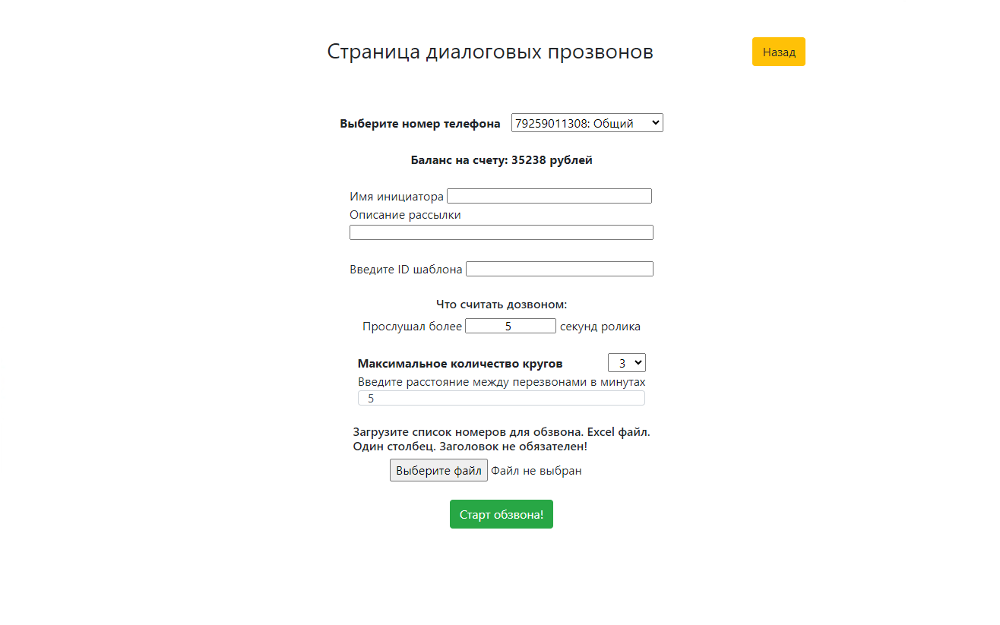 Страница диалоговых прозвонов
Назад
Выберите номер телефона 79259011308: Общий
Баланс на счету: 35238 рублей
Имя инициатора
Описание рассылки
Введите ID шаблона
Что считать дозвоном:
Прослушал более 5 секунд ролика
Максимальное количество кругов 3
Введите расстояние между перезвонами в минутах
5
Загрузите список номеров для обзвона. Excel файл.
Один столбец. Заголовок не обязателен!
Выберите файл Файл не выбран
Старт обзвона!